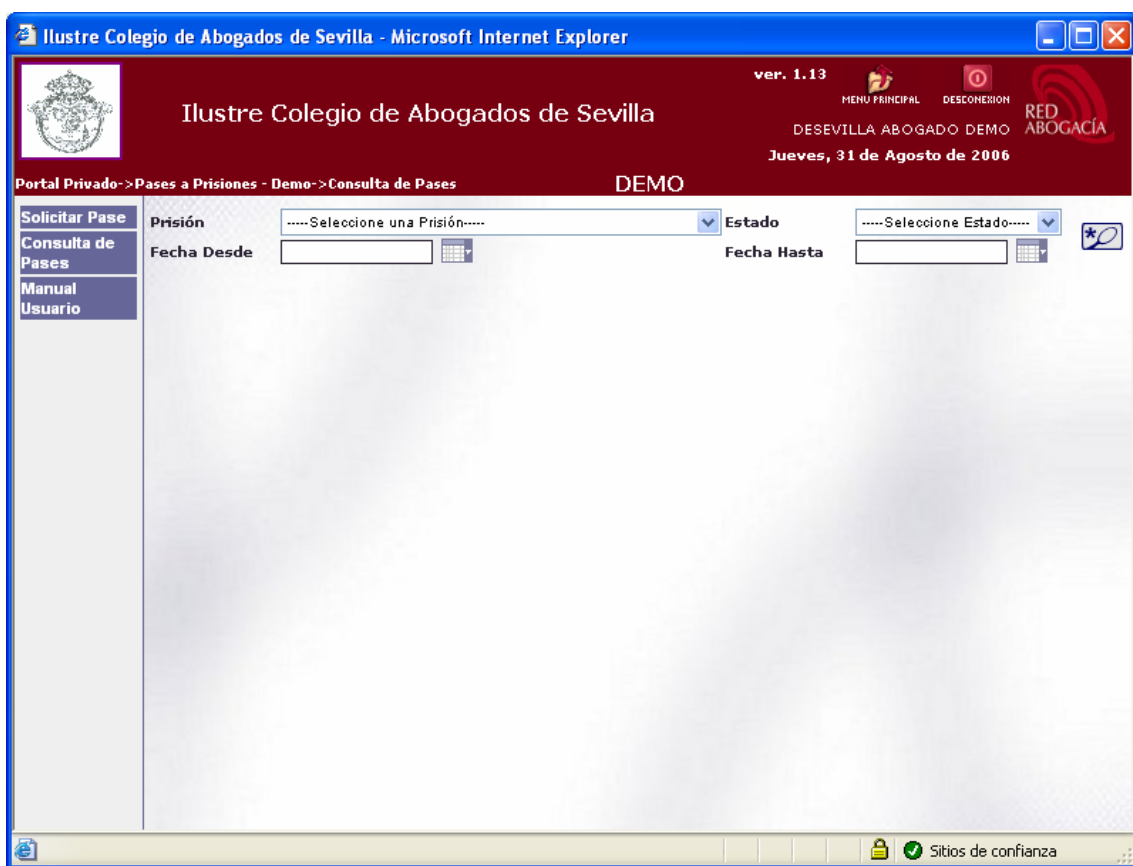 Ilustre Colegio de Abogados de Sevilla - Microsoft Internet Explorer
ver. 1.13
MENU PRINCIPAL
DESCONEXION
Ilustre Colegio de Abogados de Sevilla
RED
ABOGACÍA
DESEVILLA ABOGADO DEMO
Jueves, 31 de Agosto de 2006
Portal Privado->Pases a Prisiones - Demo->Consulta de Pases
DEMO
Solicitar Pase
Consulta de
Pases
Manual
Usuario
Prisión
-----Seleccione una Prisión-----
Estado
-----Seleccione Estado-----
Fecha Desde
Fecha Hasta
Sitios de confianza